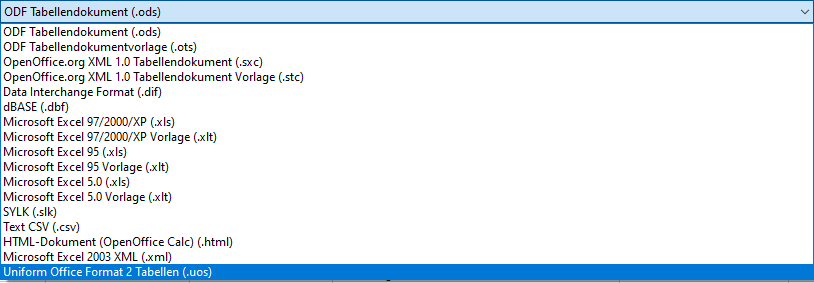 ODF Tabellendokument (.ods)
ODF Tabellendokument (.ods)
ODF Tabellendokumentvorlage (.ots)
OpenOffice.org XML 1.0 Tabellendokument (.sxc)
OpenOffice.org XML 1.0 Tabellendokument Vorlage (.stc)
Data Interchange Format (.dif)
dBASE (.dbf)
Microsoft Excel 97/2000/XP (.xls)
Microsoft Excel 97/2000/XP Vorlage (.xlt)
Microsoft Excel 95 (.xls)
Microsoft Excel 95 Vorlage (.xlt)
Microsoft Excel 5.0 (.xls)
Microsoft Excel 5.0 Vorlage (.xlt)
SYLK (.slk)
Text CSV (.csv)
HTML-Dokument (OpenOffice Calc) (.html)
Microsoft Excel 2003 XML (.xml)
Uniform Office Format 2 Tabellen (.uos)